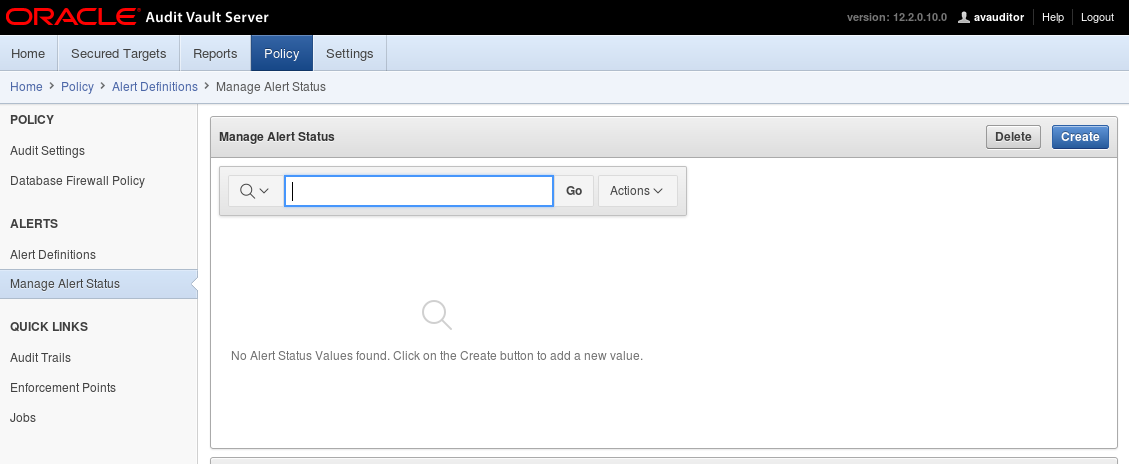 ORACLE Audit Vault Server version: 12.2.0.10.0 avauditor Help Logout
Home Secured Targets Reports Policy Settings
Home > Policy > Alert Definitions > Manage Alert Status
POLICY
Audit Settings
Database Firewall Policy
ALERTS
Alert Definitions
Manage Alert Status
QUICK LINKS
Audit Trails
Enforcement Points
Jobs
Manage Alert Status Delete Create
Go Actions
No Alert Status Values found. Click on the Create button to add a new value.